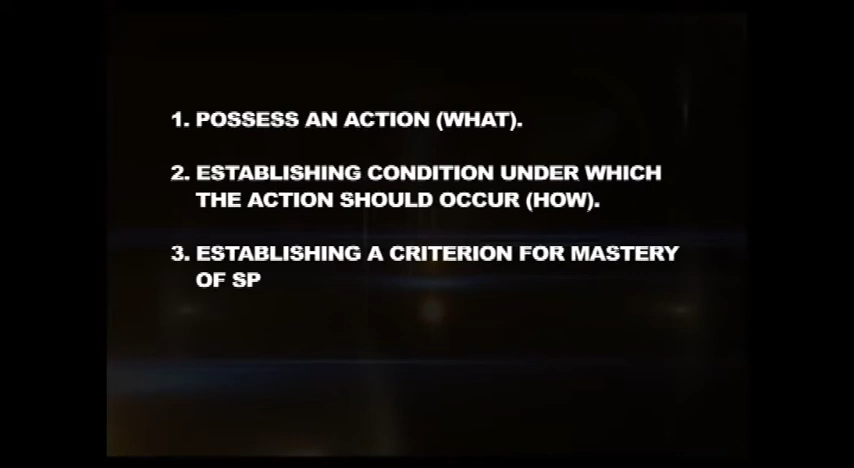 1. POSSESS AN ACTION (WHAT).
2. ESTABLISHING CONDITION UNDER WHICH
THE ACTION SHOULD OCCUR (HOW).
3. ESTABLISHING A CRITERION FOR MASTERY
OF SP